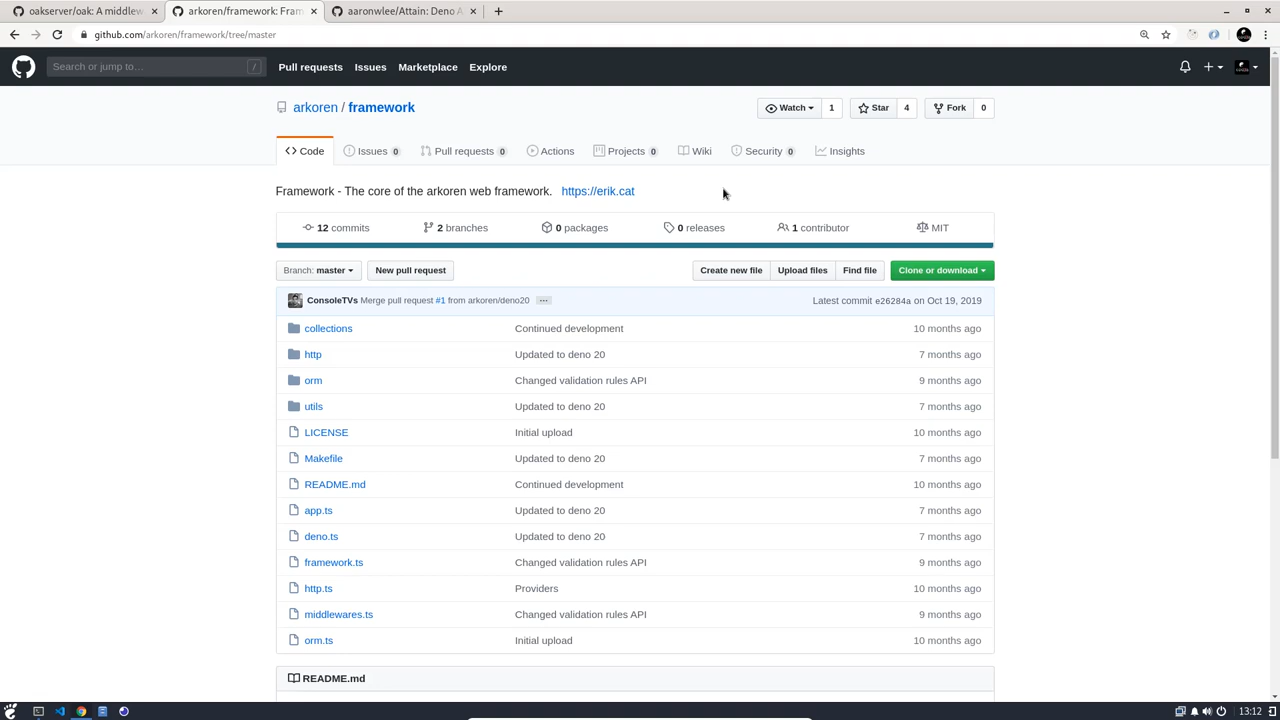 oakserver/oak: A middlew
arkoren/framework: Fram
aaronwlee/Attain: Deno A
github.com/arkoren/framework/tree/master
Search or jump to…
/
Pull requests
Issues
Marketplace
Explore
arkoren / framework
Watch
1
Star
4
Fork
0
Code
Issues 0
Pull requests 0
Actions
Projects 0
Wiki
Security 0
Insights
Framework - The core of the arkoren web framework. https://erik.cat
12 commits
2 branches
0 packages
0 releases
1 contributor
MIT
Branch: master
New pull request
Create new file
Upload files
Find file
Clone or download
ConsoleTVs Merge pull request #1 from arkoren/deno20 …
Latest commit e26284a on Oct 19, 2019
collections Continued development 10 months ago
http Updated to deno 20 7 months ago
orm Changed validation rules API 9 months ago
utils Updated to deno 20 7 months ago
LICENSE Initial upload 10 months ago
Makefile Updated to deno 20 7 months ago
README.md Continued development 10 months ago
app.ts Updated to deno 20 7 months ago
deno.ts Updated to deno 20 7 months ago
framework.ts Changed validation rules API 9 months ago
http.ts Providers 10 months ago
middlewares.ts Changed validation rules API 9 months ago
orm.ts Initial upload 10 months ago
README.md
13:12